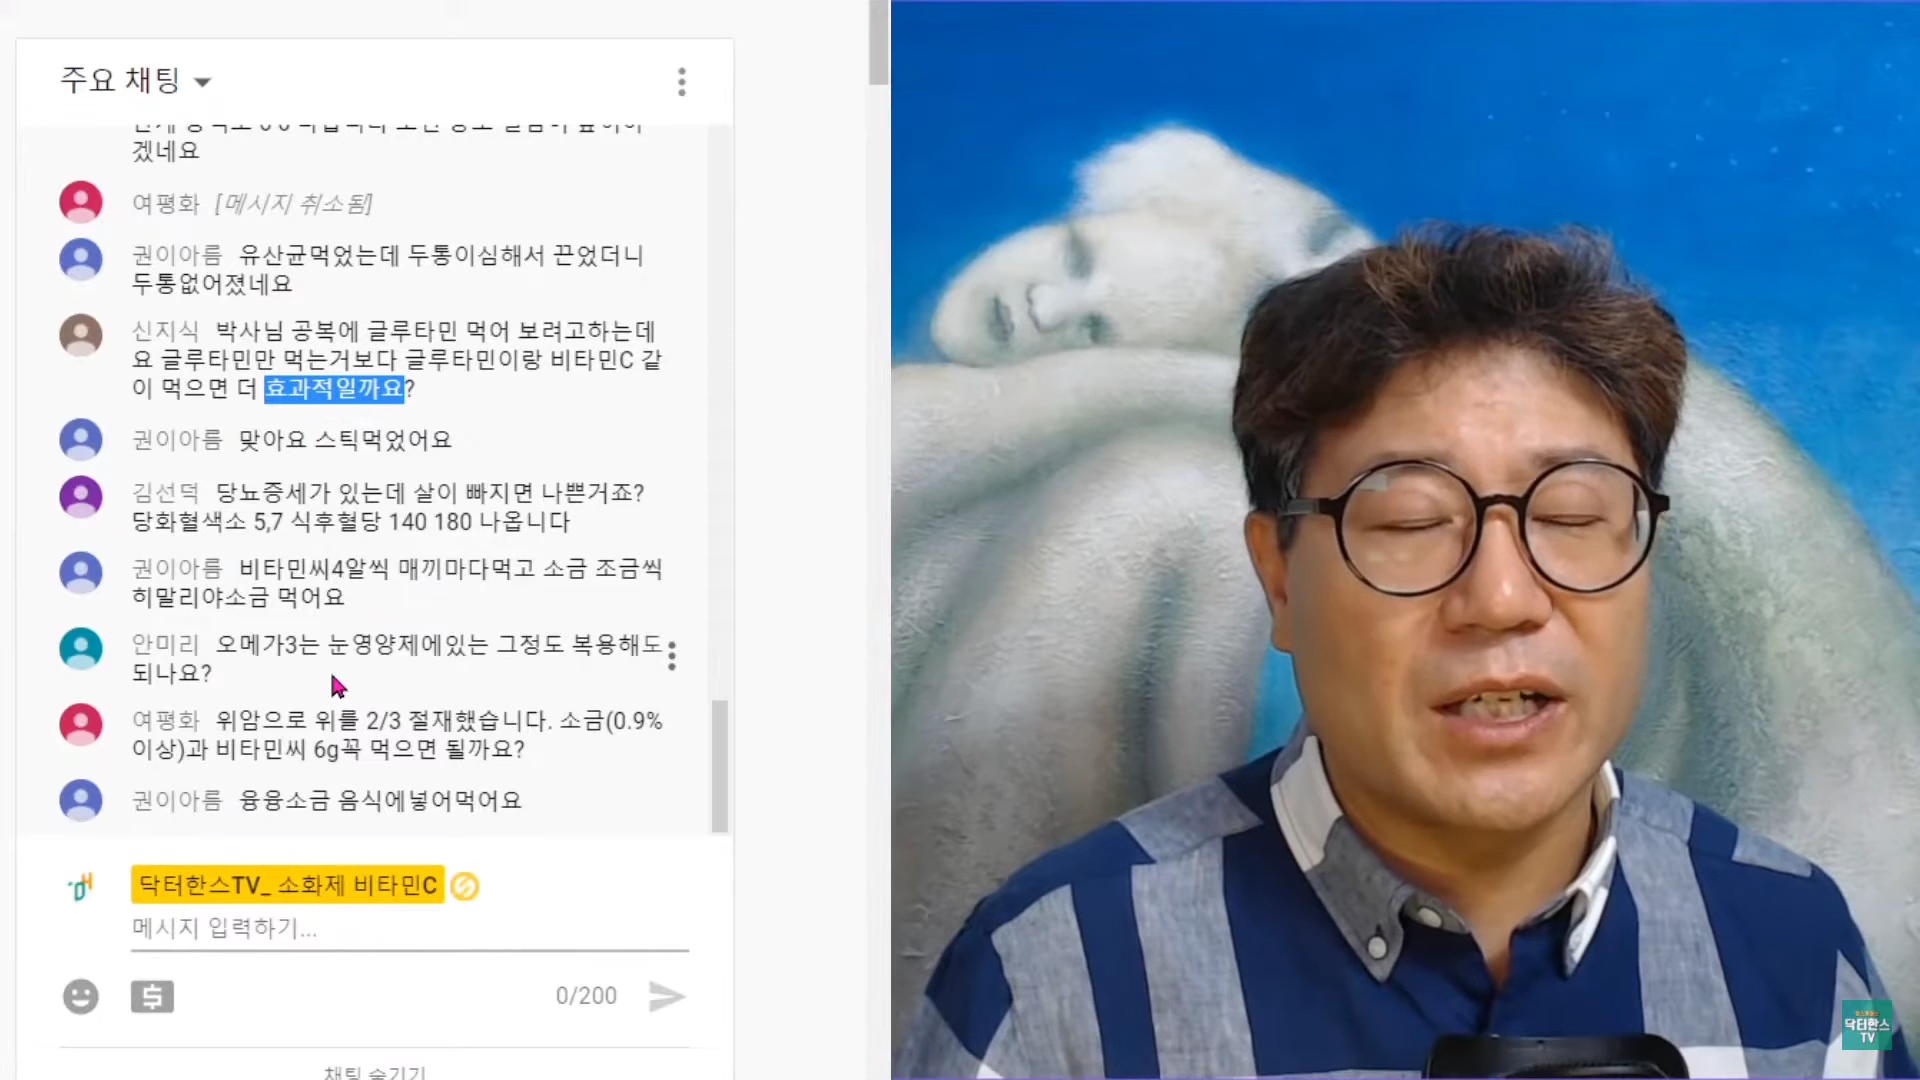 주요 채팅
겠네요
여평화 [메시지 취소됨]
권이아름 유산균먹었는데 두통이심해서 끈었더니
두통없어졌네요
신지식 박사님 공복에 글루타민 먹어 보려고하는데
요 글루타민만 먹는거보다 글루타민이랑 비타민C 같
이 먹으면 더 효과적일까요?
권이아름 맞아요 스틱먹었어요
김선덕 당뇨증세가 있는데 살이 빠지면 나쁜거죠?
당화혈색소 5,7 식후혈당 140 180 나옵니다
권이아름 비타민씨4알씩 매끼마다먹고 소금 조금씩
히말리야소금 먹어요
안미리 오메가3는 눈영양제에있는 그정도 복용해도
되나요?
여평화 위암으로 위를 2/3 절재했습니다. 소금(0.9%
이상)과 비타민씨 6g꼭 먹으면 될까요?
권이아름 융융소금 음식에넣어먹어요
닥터한스TV_ 소화제 비타민C
메시지 입력하기...
0/200
채팅 숨기기
닥터한스
TV